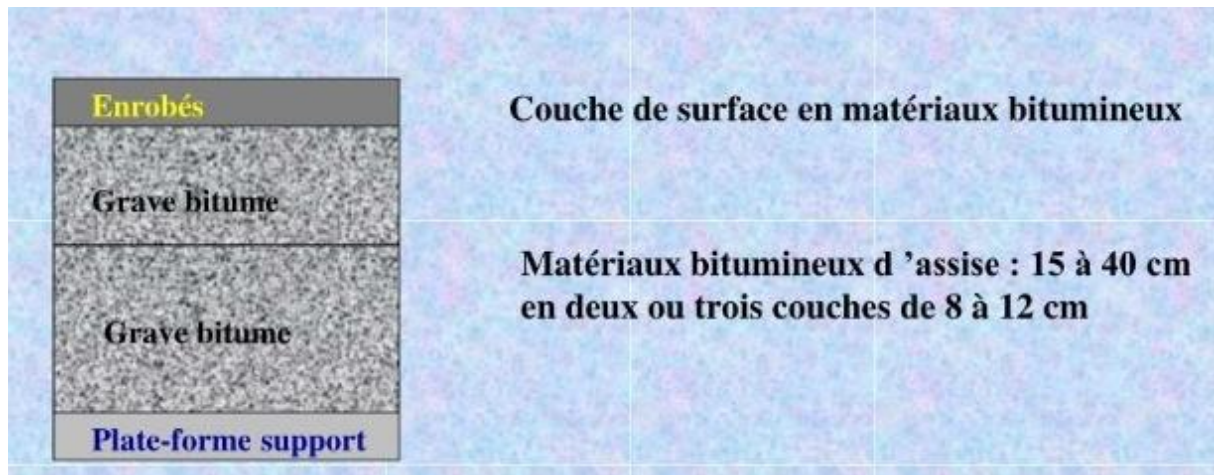 Enrobés
Couche de surface en matériaux bitumineux
Grave bitume
Matériaux bitumineux d ’assise : 15 à 40 cm
en deux ou trois couches de 8 à 12 cm
Grave bitume
Plate-forme support